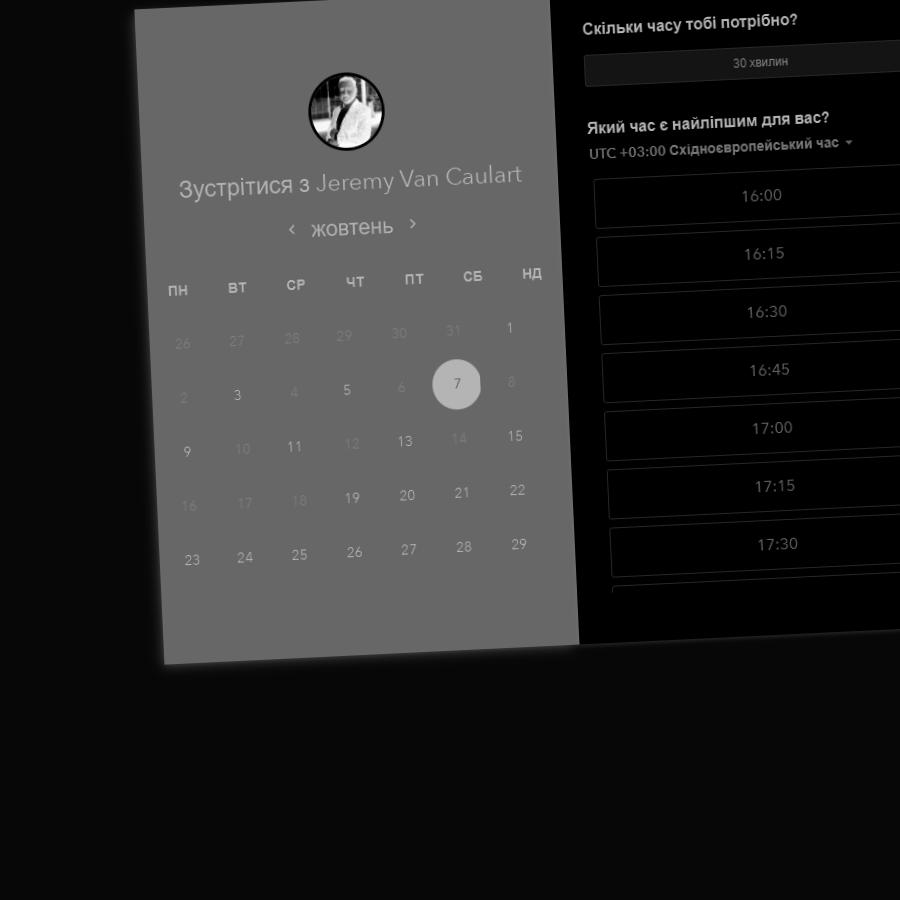 Зустрітися з Jeremy Van Caulart
жовтень
ПН ВТ СР ЧТ ПТ СБ НД
26 27 28 29 30 31 1
2 3 4 5 6 7 8
9 10 11 12 13 14 15
16 17 18 19 20 21 22
23 24 25 26 27 28 29
Скільки часу тобі потрібно?
30 хвилин
Який час є найліпшим для вас?
UTC +03:00 Східноєвропейський час
16:00
16:15
16:30
16:45
17:00
17:15
17:30